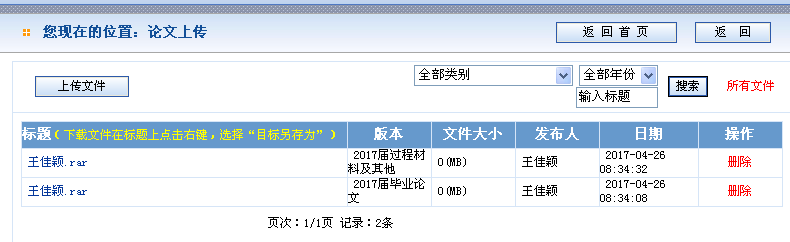 您现在的位置：论文上传
返 回 首 页
返 回
上传文件
全部类别
全部年份
输入标题
搜索
所有文件
标题（下载文件在标题上点击右键，选择“目标另存为”） 版本 文件大小 发布人 日期 操作
王佳颖.rar 2017届过程材料及其他 0(MB) 王佳颖 2017-04-26 08:34:32 删除
王佳颖.rar 2017届毕业论文 0(MB) 王佳颖 2017-04-26 08:34:08 删除
页次：1/1页 记录：2条